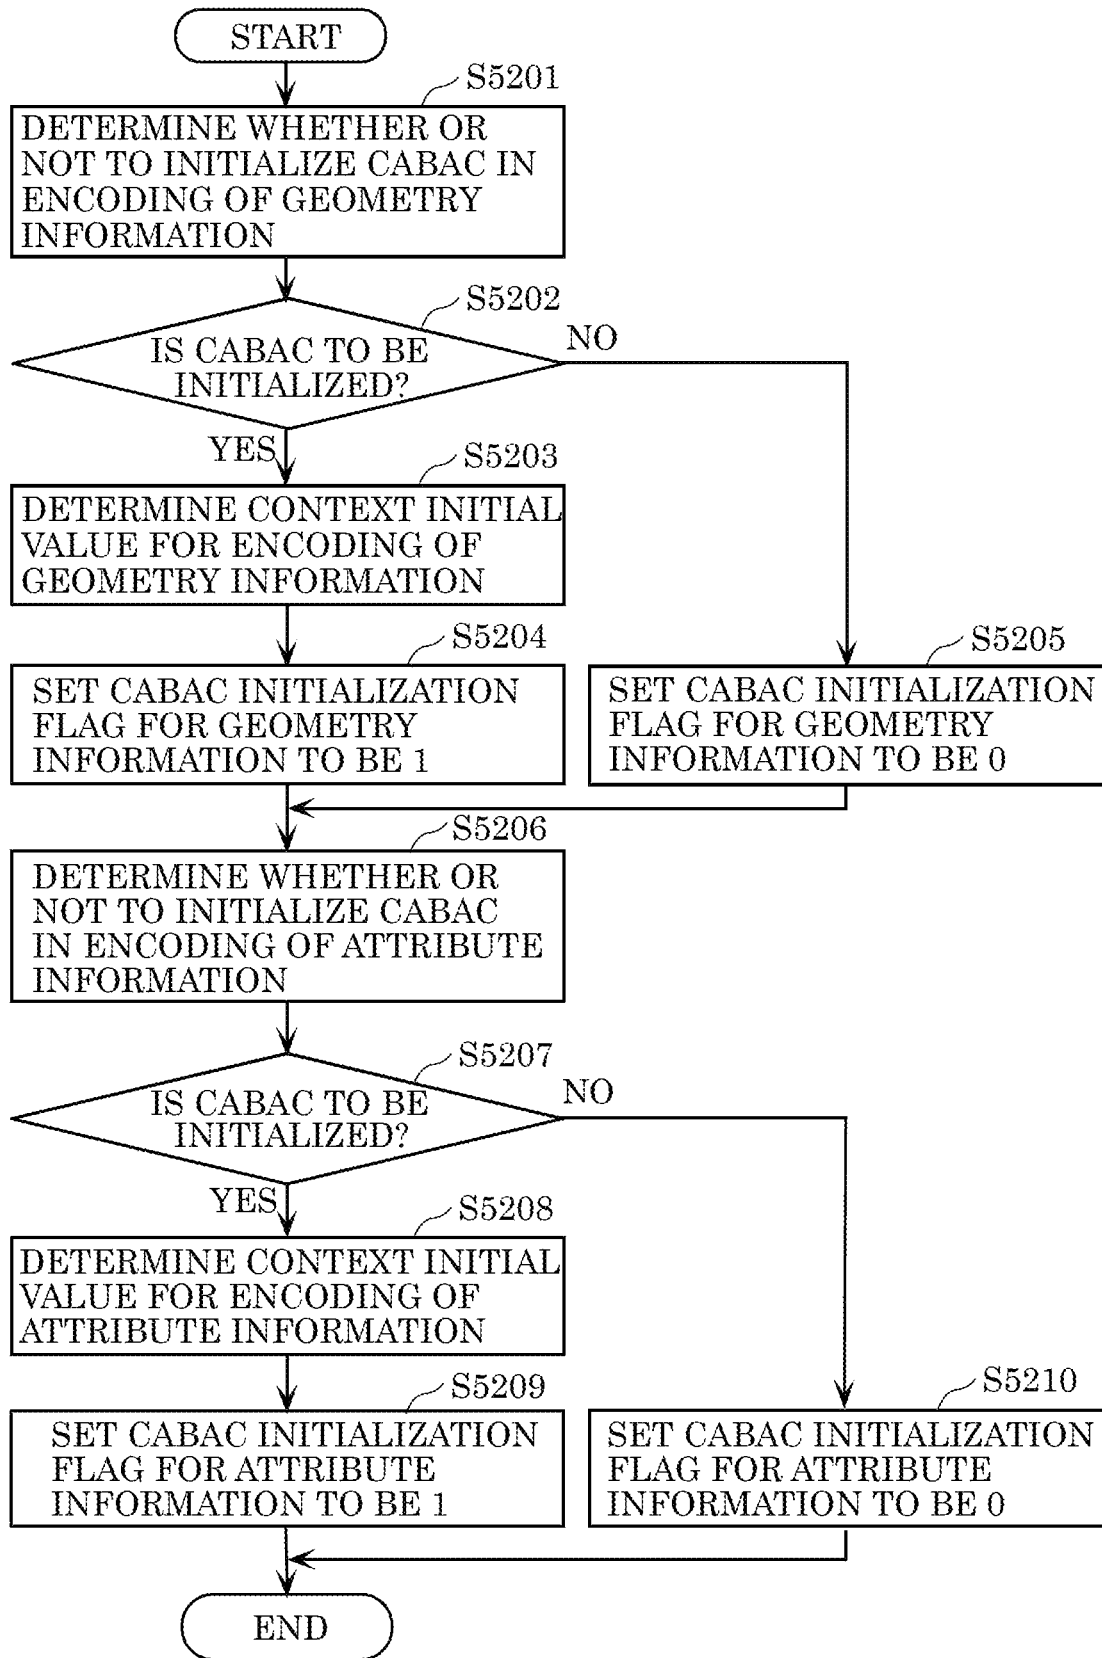 START
S5201
DETERMINE WHETHER OR
NOT TO INITIALIZE CABAC IN
ENCODING OF GEOMETRY
INFORMATION
S5202
IS CABAC TO BE
INITIALIZED?
NO
YES
S5203
DETERMINE CONTEXT INITIAL
VALUE FOR ENCODING OF
GEOMETRY INFORMATION
S5204
SET CABAC INITIALIZATION
FLAG FOR GEOMETRY
INFORMATION TO BE 1
S5205
SET CABAC INITIALIZATION
FLAG FOR GEOMETRY
INFORMATION TO BE 0
S5206
DETERMINE WHETHER OR
NOT TO INITIALIZE CABAC
IN ENCODING OF ATTRIBUTE
INFORMATION
S5207
IS CABAC TO BE
INITIALIZED?
NO
YES
S5208
DETERMINE CONTEXT INITIAL
VALUE FOR ENCODING OF
ATTRIBUTE INFORMATION
S5209
SET CABAC INITIALIZATION
FLAG FOR ATTRIBUTE
INFORMATION TO BE 1
S5210
SET CABAC INITIALIZATION
FLAG FOR ATTRIBUTE
INFORMATION TO BE 0
END